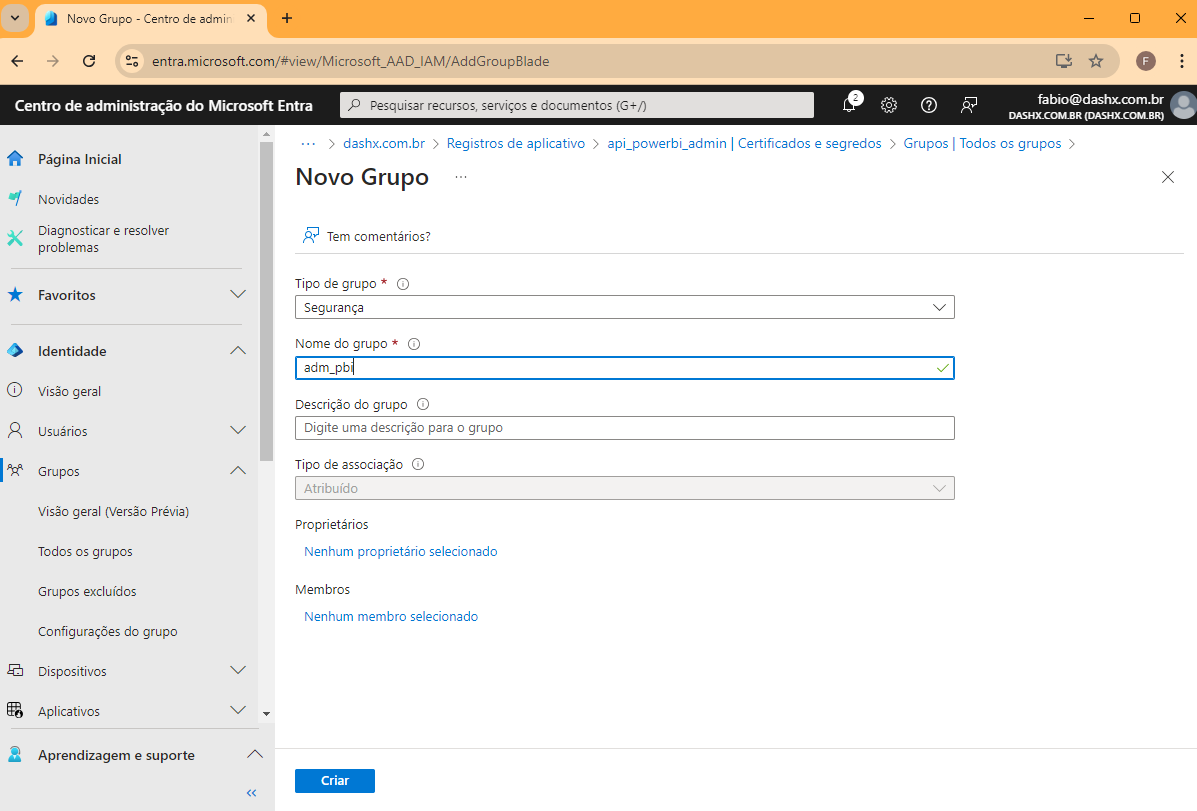 Novo Grupo - Centro de admin
entra.microsoft.com/#view/Microsoft_AAD_IAM/AddGroupBlade
F
Centro de administração do Microsoft Entra
Pesquisar recursos, serviços e documentos (G+/)
2
fabio@dashx.com.br
DASHX.COM.BR (DASHX.COM.BR)
Página Inicial
Novidades
Diagnosticar e resolver
problemas
Favoritos
Identidade
Visão geral
Usuários
Grupos
Visão geral (Versão Prévia)
Todos os grupos
Grupos excluídos
Configurações do grupo
Dispositivos
Aplicativos
Aprendizagem e suporte
«
··· > dashx.com.br > Registros de aplicativo > api_powerbi_admin | Certificados e segredos > Grupos | Todos os grupos >
Novo Grupo ···
Tem comentários?
Tipo de grupo *
Segurança
Nome do grupo *
adm_pbi
Descrição do grupo
Digite uma descrição para o grupo
Tipo de associação
Atribuído
Proprietários
Nenhum proprietário selecionado
Membros
Nenhum membro selecionado
Criar